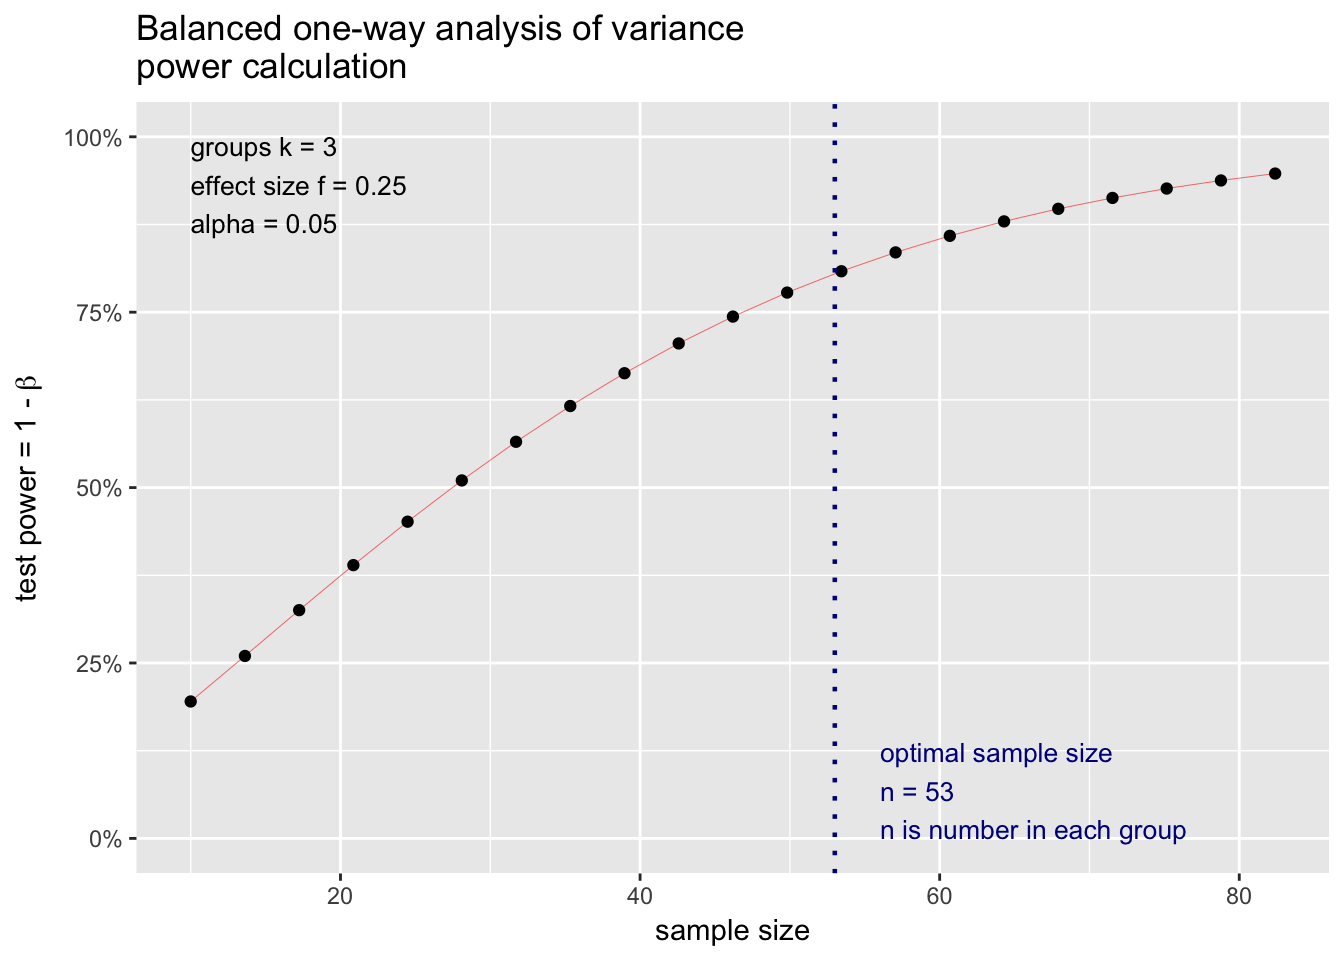 Balanced one-way analysis of variance
power calculation
100%
75%
50%
25%
0%
test power = 1 - β
groups k = 3
effect size f = 0.25
alpha = 0.05
optimal sample size
n = 53
n is number in each group
20
40
60
80
sample size